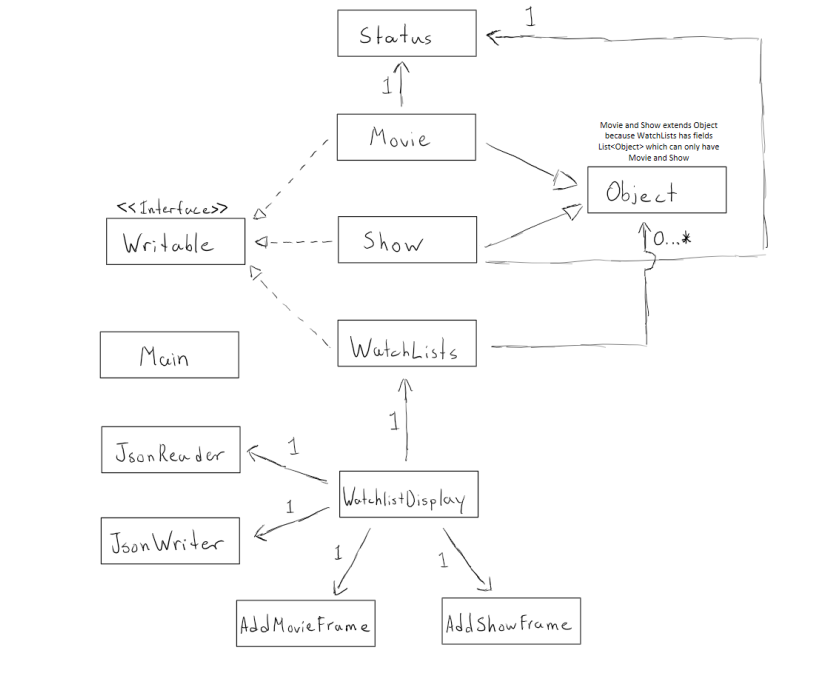 1
Status
1
Movie
Movie and Show extends Object
because WatchLists has fields
List<Object> which can only have
Movie and Show
Object
<<Interface>>
Writable
Show
0...*
WatchLists
Main
1
JsonReader
1
WatchlistDisplay
1
JsonWriter
1
1
AddMovieFrame
AddShowFrame